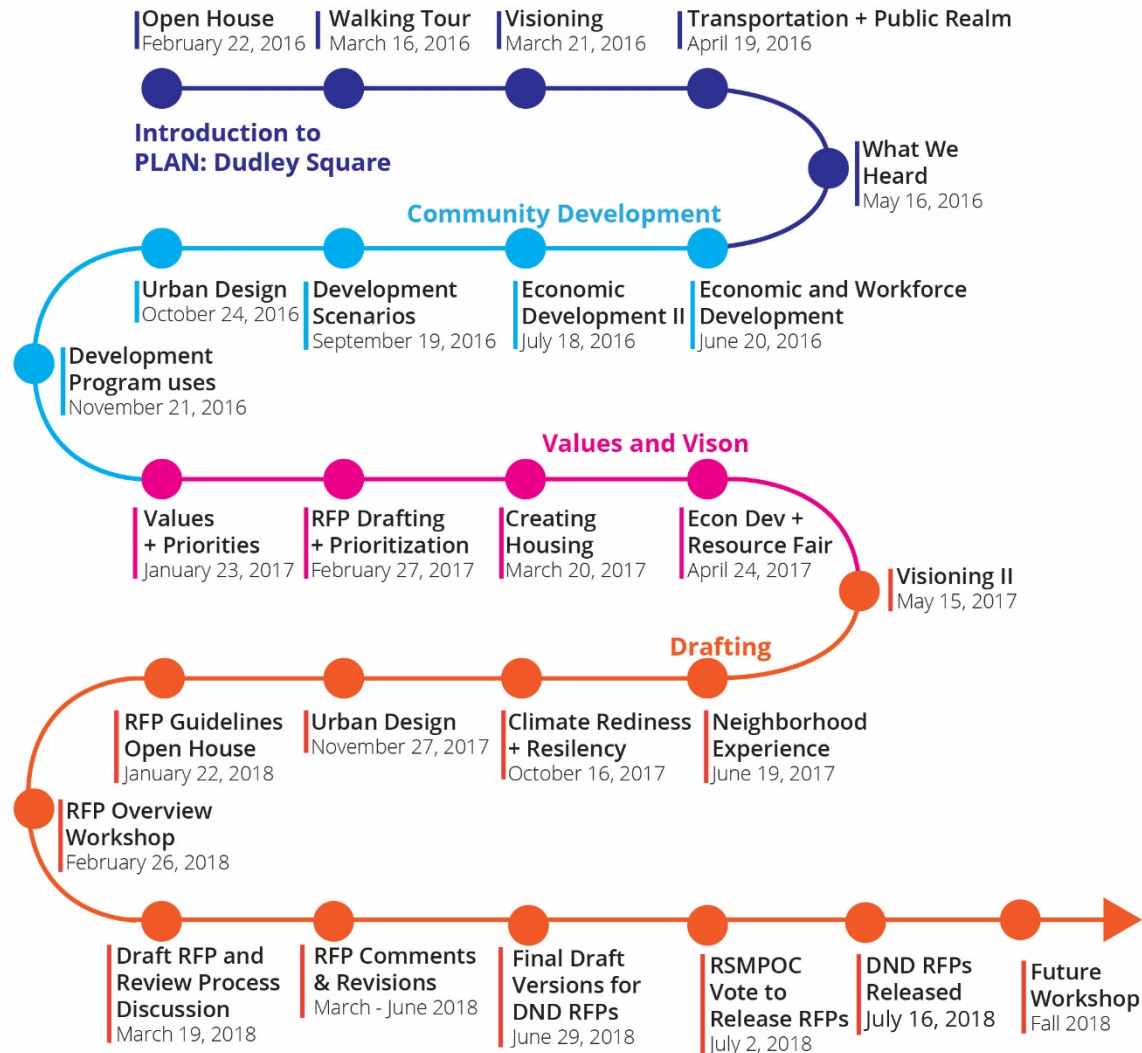 Open House
February 22, 2016
Walking Tour
March 16, 2016
Visioning
March 21, 2016
Transportation + Public Realm
April 19, 2016
Introduction to
PLAN: Dudley Square
What We
Heard
May 16, 2016
Community Development
Economic and Workforce
Development
June 20, 2016
Economic
Development II
July 18, 2016
Development
Scenarios
September 19, 2016
Urban Design
October 24, 2016
Development
Program uses
November 21, 2016
Values and Vison
Values
+ Priorities
January 23, 2017
RFP Drafting
+ Prioritization
February 27, 2017
Creating
Housing
March 20, 2017
Econ Dev +
Resource Fair
April 24, 2017
Visioning II
May 15, 2017
Drafting
Neighborhood
Experience
June 19, 2017
Climate Rediness
+ Resilency
October 16, 2017
Urban Design
November 27, 2017
RFP Guidelines
Open House
January 22, 2018
RFP Overview
Workshop
February 26, 2018
Draft RFP and
Review Process
Discussion
March 19, 2018
RFP Comments
& Revisions
March - June 2018
Final Draft
Versions for
DND RFPs
June 29, 2018
RSMPOC
Vote to
Release RFPs
July 2, 2018
DND RFPs
Released
July 16, 2018
Future
Workshop
Fall 2018